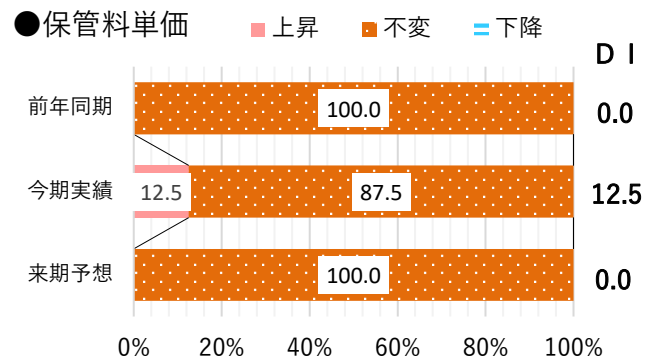 ●保管料単価 上昇 不変 下降
ＤＩ
前年同期 100.0 0.0
今期実績 12.5 87.5 12.5
来期予想 100.0 0.0
0% 20% 40% 60% 80% 100%